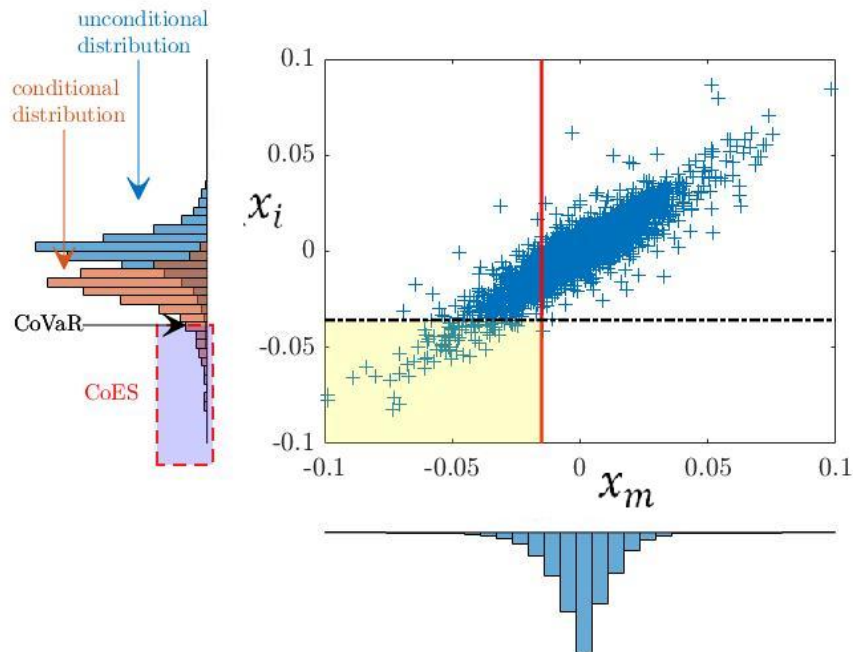 unconditional
distribution
conditional
distribution
CoVaR
CoES
0.1
0.05
0
-0.05
-0.1
x_i
-0.1
-0.05
0
0.05
0.1
x_m